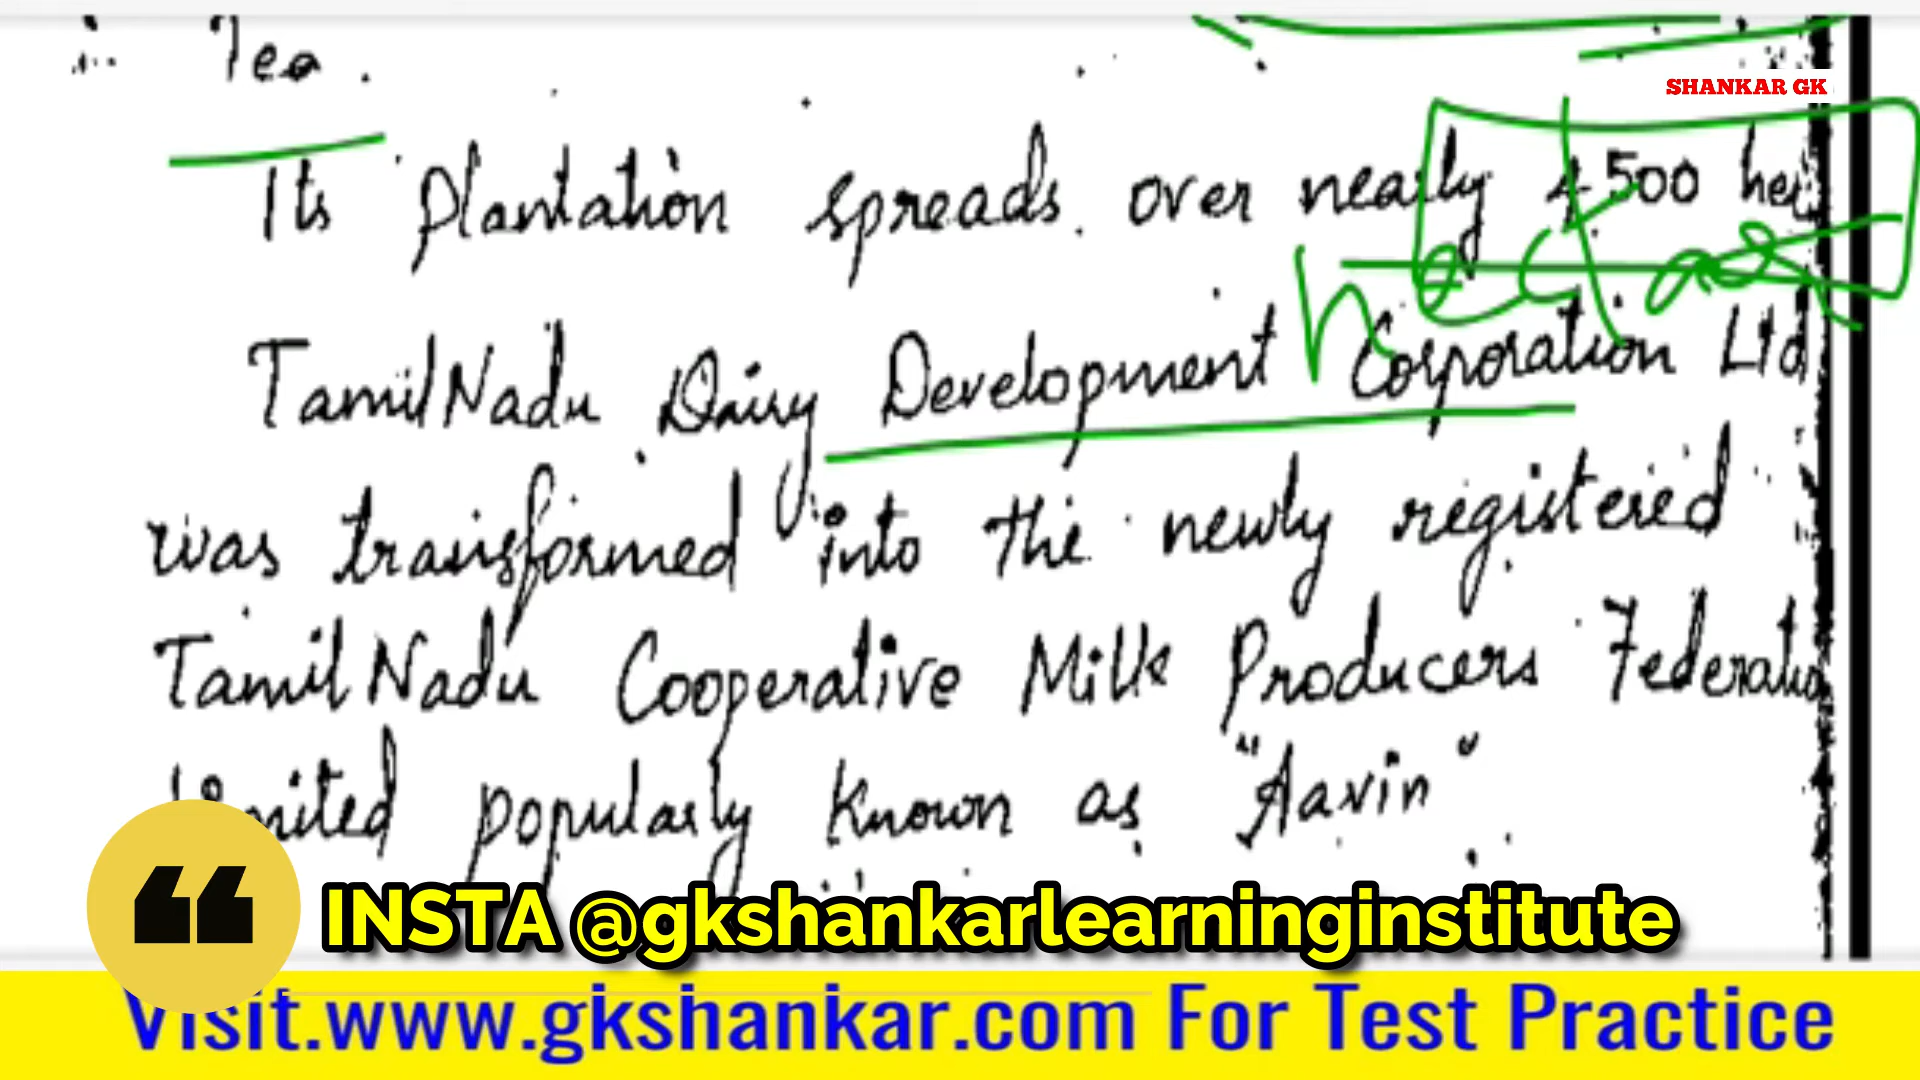 Tea.
SHANKAR GK
Its plantation spreads over nearly 4500 hec
hectar
TamilNadu Dairy Development Corporation Ltd
was transformed into the newly registered
TamilNadu Cooperative Milk Producers Federatio
limited popularly known as "Aavin"
INSTA @gkshankarlearninginstitute
Visit.www.gkshankar.com For Test Practice